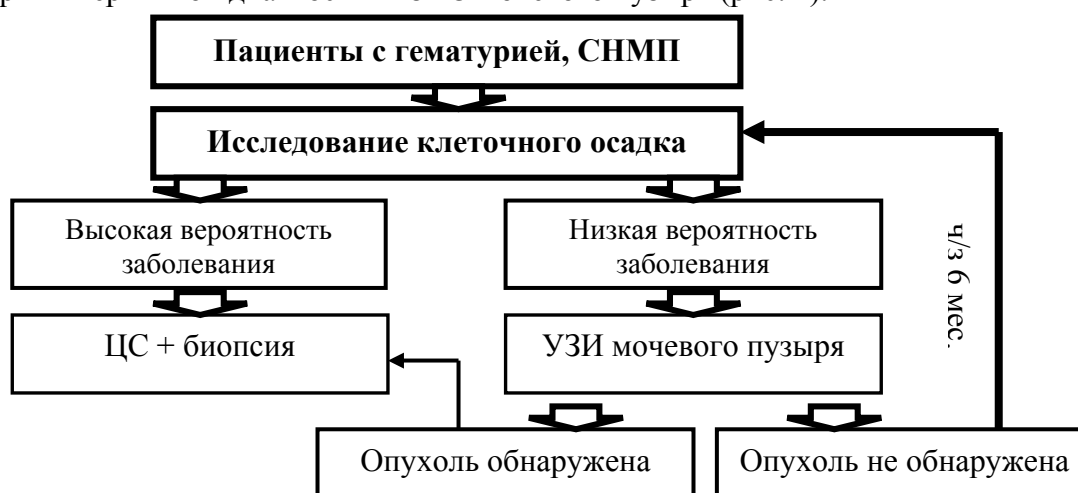 Пациенты с гематурией, СНМП
Исследование клеточного осадка
Высокая вероятность
заболевания
Низкая вероятность
заболевания
ч/з 6 мес.
ЦС + биопсия
УЗИ мочевого пузыря
Опухоль обнаружена
Опухоль не обнаружена